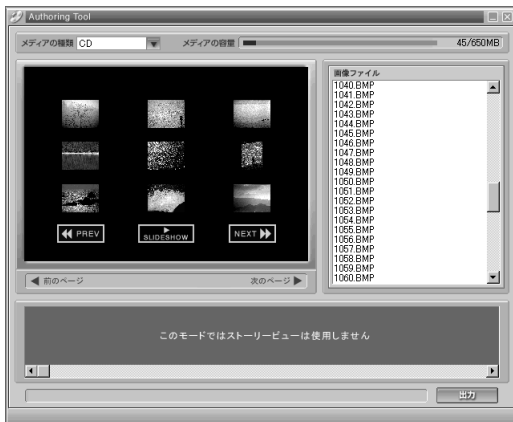 Authoring Tool
メディアの種類 CD
メディアの容量 45/650MB
画像ファイル
1040.BMP
1041.BMP
1042.BMP
1043.BMP
1044.BMP
1045.BMP
1046.BMP
1047.BMP
1048.BMP
1049.BMP
1050.BMP
1051.BMP
1052.BMP
1053.BMP
1054.BMP
1055.BMP
1056.BMP
1057.BMP
1058.BMP
1059.BMP
1060.BMP
PREV
SLIDESHOW
NEXT
前のページ
次のページ
このモードではストーリービューは使用しません
出力